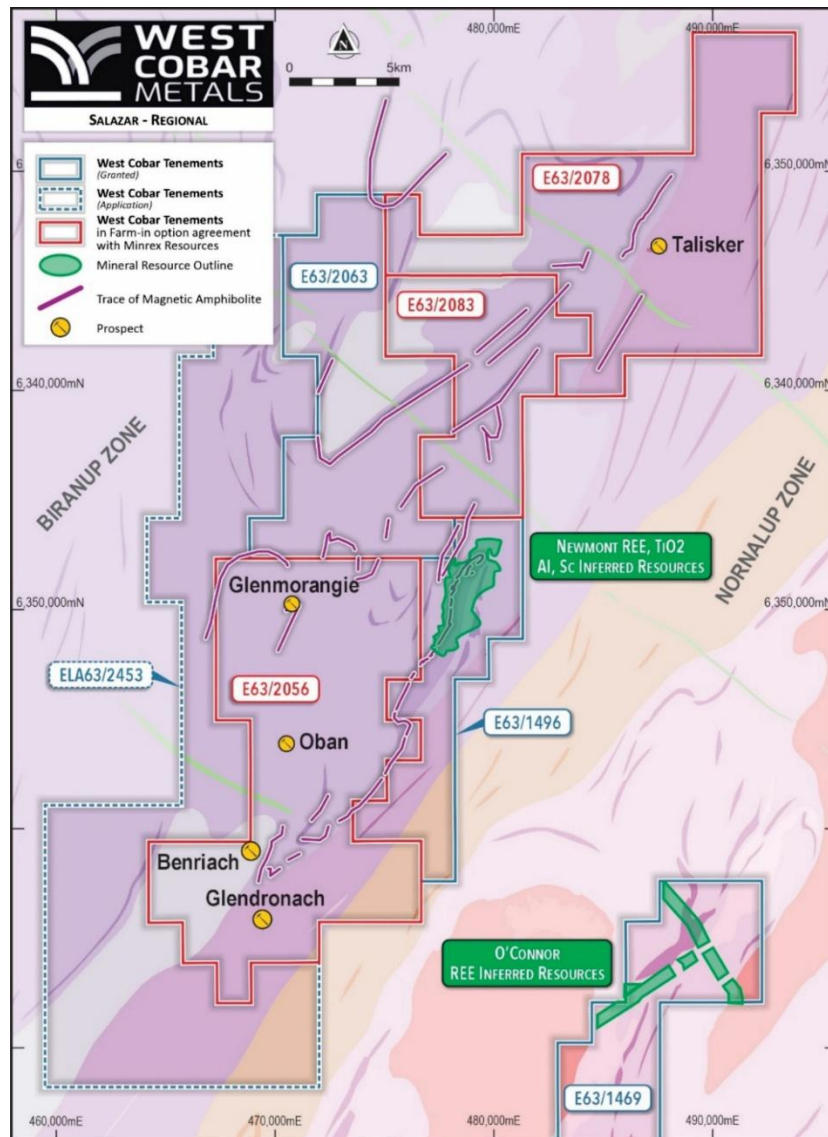 WEST
COBAR
METALS
SALAZAR - REGIONAL
N
0 5km
480,000mE 490,000mE
West Cobar Tenements
(Granted)
West Cobar Tenements
(Application)
West Cobar Tenements
in Farm-in option agreement
with Minrex Resources
Mineral Resource Outline
Trace of Magnetic Amphibolite
Prospect
6,350,000mN
6,350,000mN
E63/2078
Talisker
E63/2063
E63/2083
6,340,000mN
6,340,000mN
BIRANUP ZONE
NORNALUP ZONE
NEWMONT REE, TiO2
Al, Sc INFERRED RESOURCES
Glenmorangie
6,350,000mN
6,350,000mN
ELA63/2453
E63/2056
E63/1496
Oban
Benriach
Glendronach
O'CONNOR
REE INFERRED RESOURCES
E63/1469
460,000mE 470,000mE 480,000mE 490,000mE